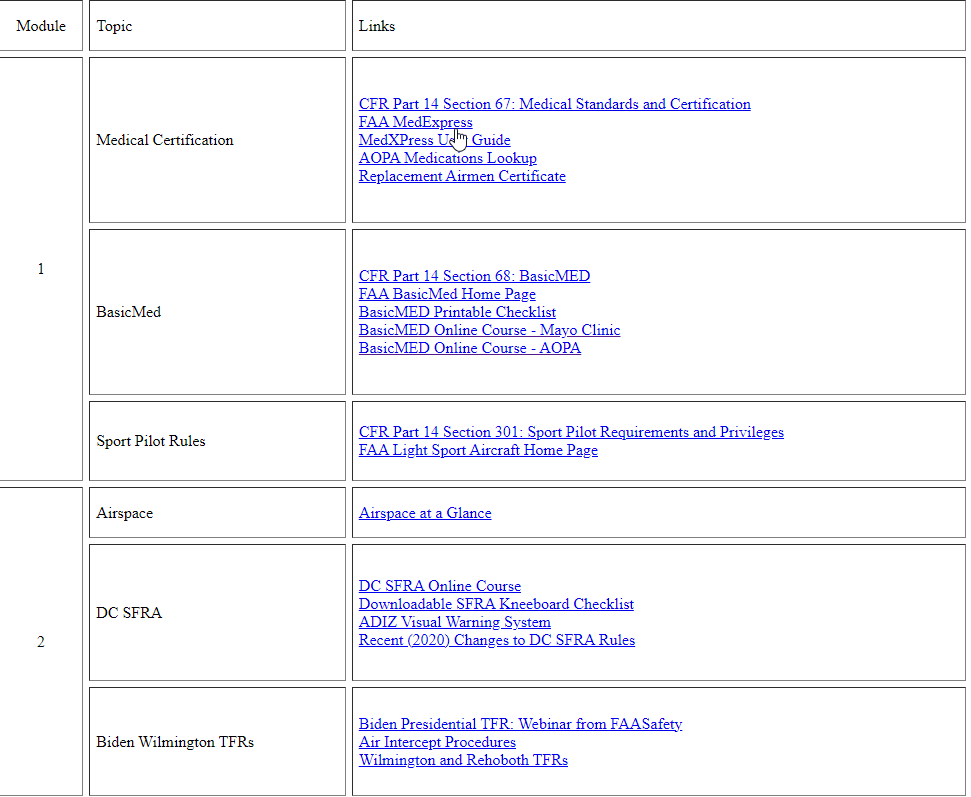 Module Topic Links
1
Medical Certification
CFR Part 14 Section 67: Medical Standards and Certification
FAA MedExpress
MedXPress Guide
AOPA Medications Lookup
Replacement Airmen Certificate
BasicMed
CFR Part 14 Section 68: BasicMED
FAA BasicMed Home Page
BasicMED Printable Checklist
BasicMED Online Course - Mayo Clinic
BasicMED Online Course - AOPA
Sport Pilot Rules
CFR Part 14 Section 301: Sport Pilot Requirements and Privileges
FAA Light Sport Aircraft Home Page
2
Airspace
Airspace at a Glance
DC SFRA
DC SFRA Online Course
Downloadable SFRA Kneeboard Checklist
ADIZ Visual Warning System
Recent (2020) Changes to DC SFRA Rules
Biden Wilmington TFRs
Biden Presidential TFR: Webinar from FAASafety
Air Intercept Procedures
Wilmington and Rehoboth TFRs